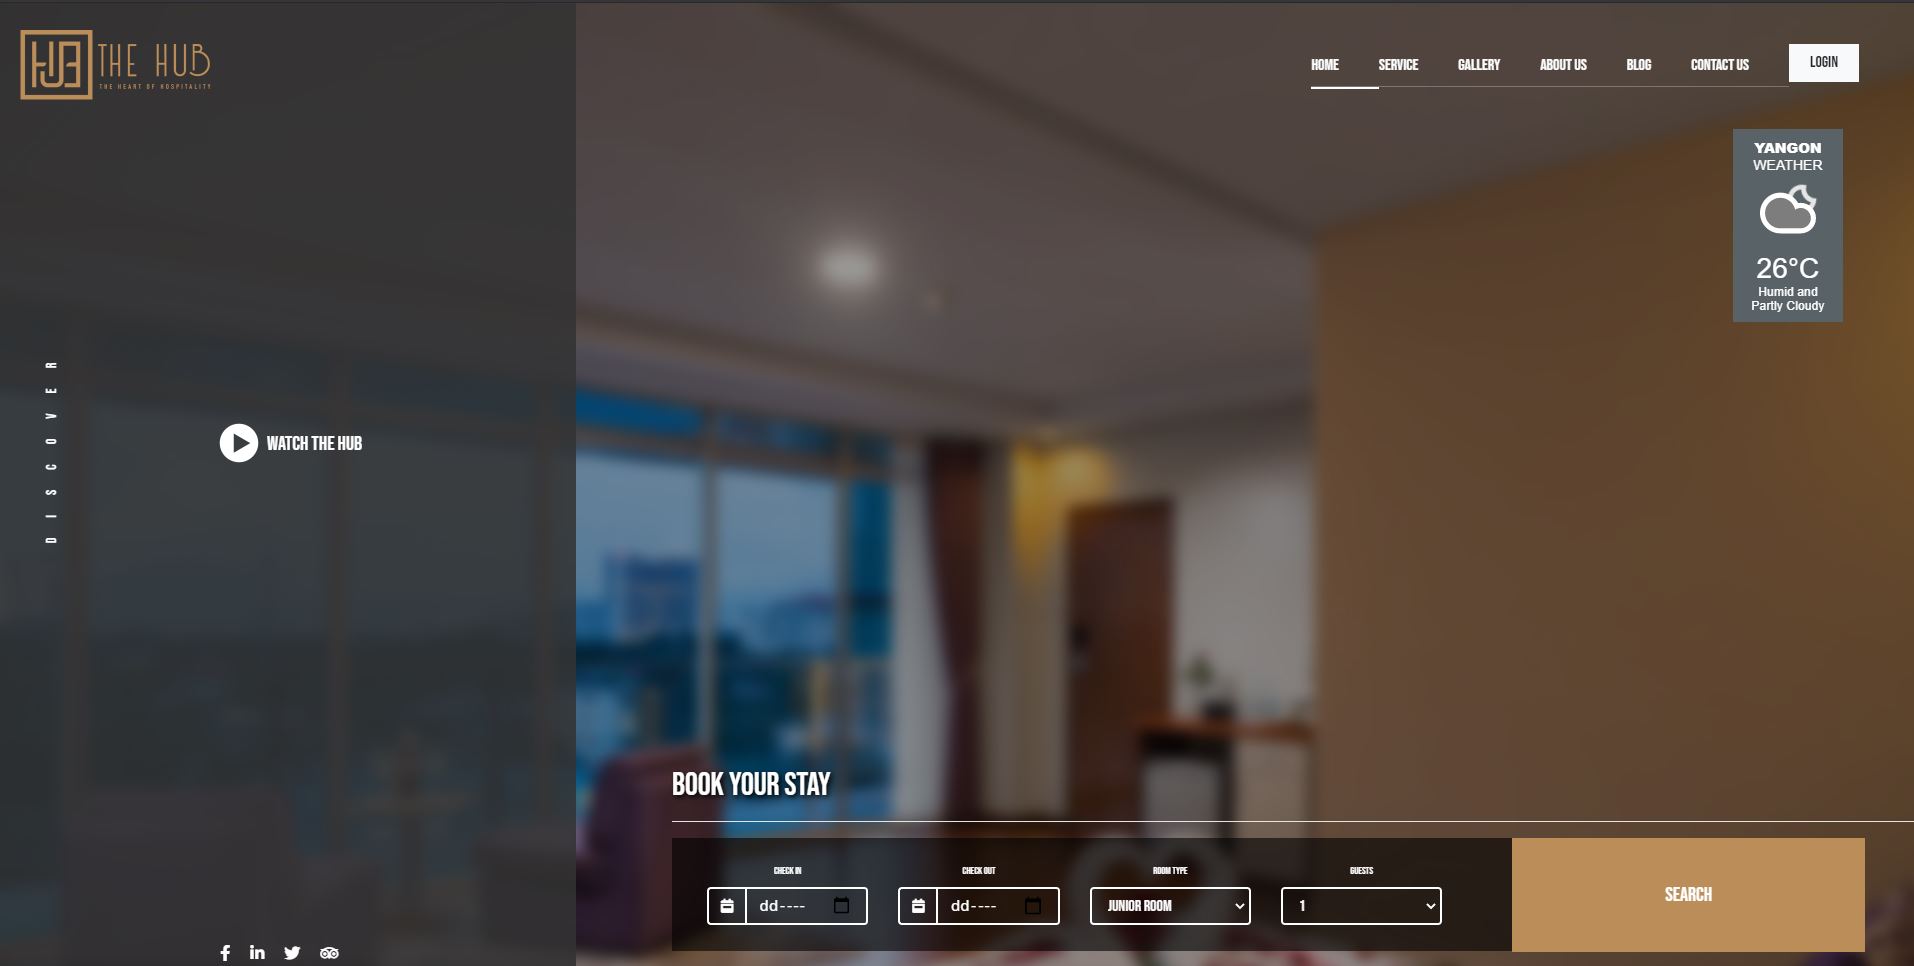 THE HUB
THE HEART OF HOSPITALITY
HOME SERVICE GALLERY ABOUT US BLOG CONTACT US LOGIN
YANGON
WEATHER
26°C
Humid and
Partly Cloudy
DISCOVER
WATCH THE HUB
BOOK YOUR STAY
CHECK IN CHECK OUT ROOM TYPE GUESTS
dd---- dd---- JUNIOR ROOM 1
SEARCH